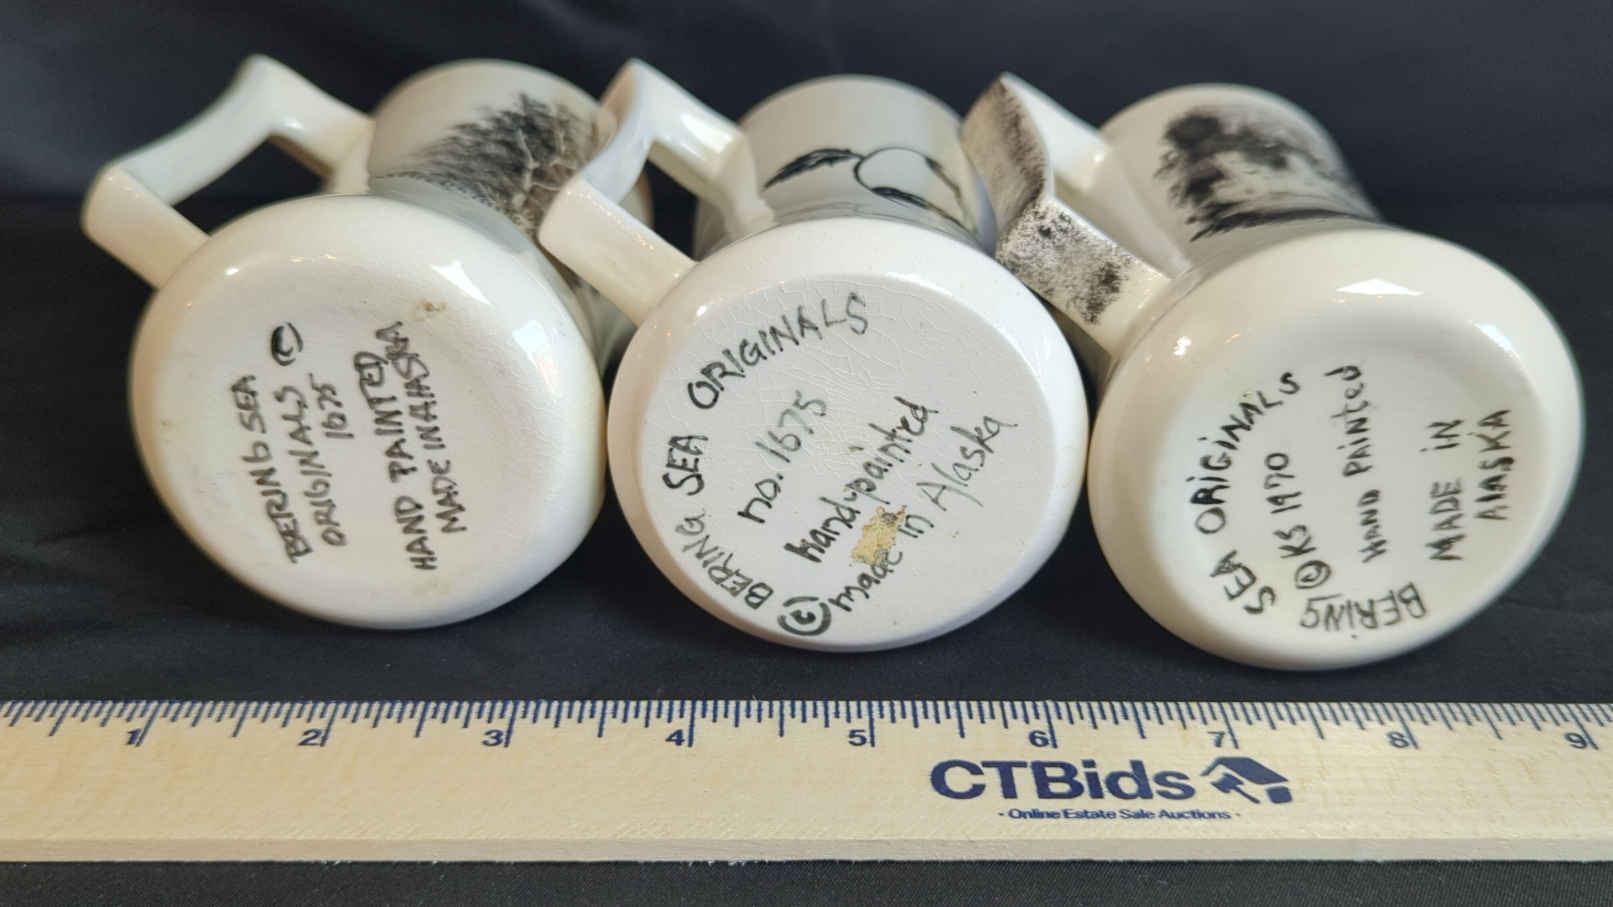 BERING SEA
ORIGINALS ©
1675
HAND PAINTED
MADE IN ALASKA
BERING SEA ORIGINALS
no. 1675
hand-painted
© made in Alaska
BERING SEA ORIGINALS
© KS 1970
HAND PAINTED
MADE IN
ALASKA
1 2 3 4 5 6 7 8 9
CTBids
- Online Estate Sale Auctions -